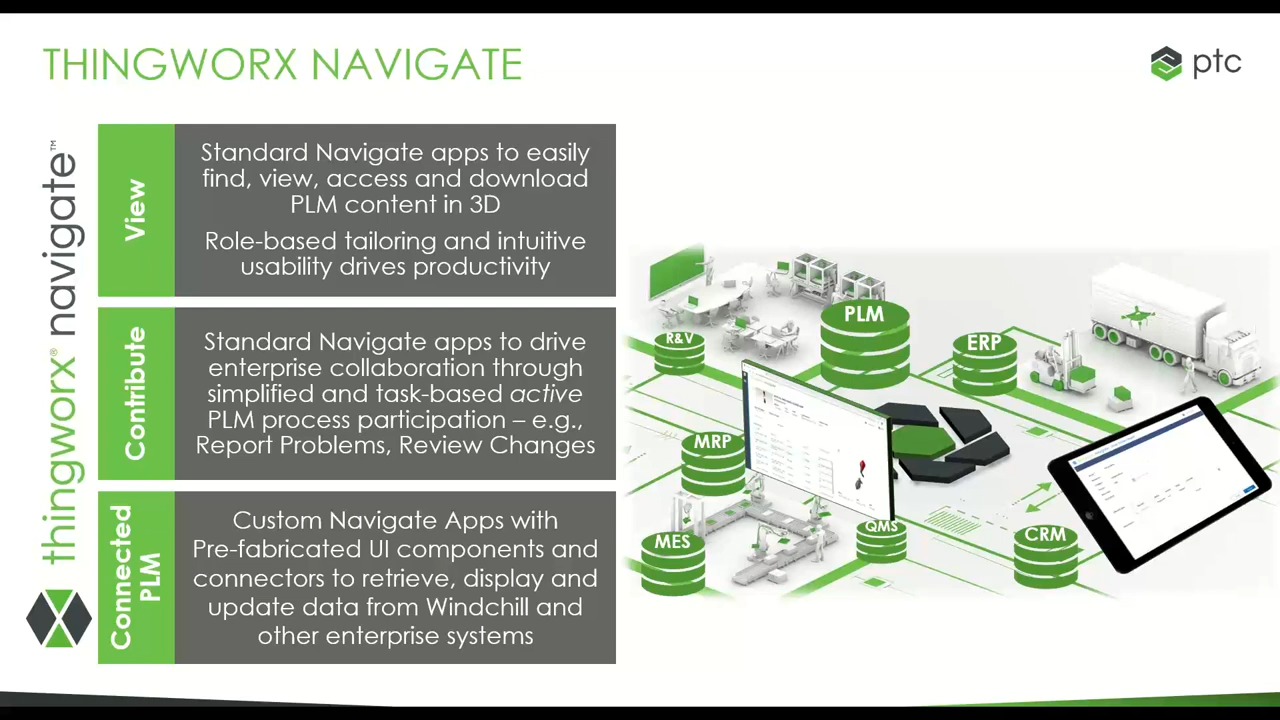 THINGWORX NAVIGATE
ptc
thingworx® navigate™
View
Standard Navigate apps to easily
find, view, access and download
PLM content in 3D
Role-based tailoring and intuitive
usability drives productivity
Contribute
Standard Navigate apps to drive
enterprise collaboration through
simplified and task-based active
PLM process participation – e.g.,
Report Problems, Review Changes
Connected
PLM
Custom Navigate Apps with
Pre-fabricated UI components and
connectors to retrieve, display and
update data from Windchill and
other enterprise systems
PLM
R&V
ERP
MRP
QMS
MES
CRM